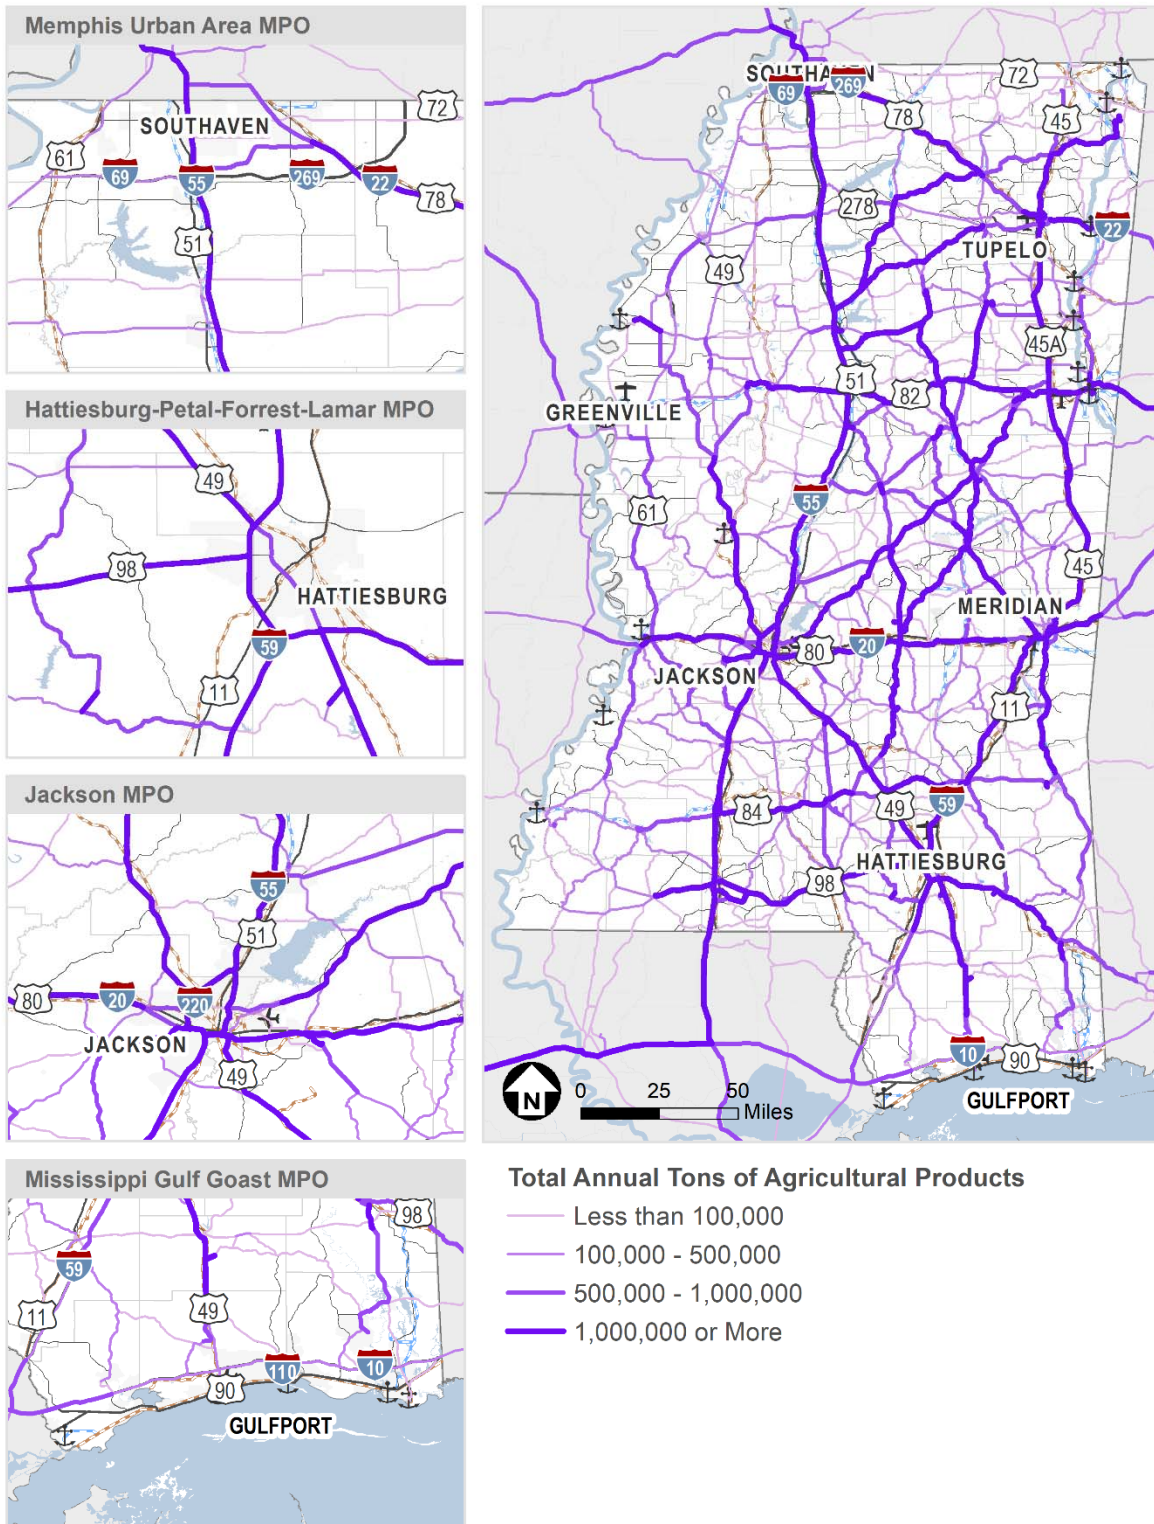 Memphis Urban Area MPO
72
SOUTHAVEN
61
69
55
269
22
78
51
Hattiesburg-Petal-Forrest-Lamar MPO
49
98
HATTIESBURG
59
11
Jackson MPO
55
51
80
20
220
JACKSON
49
Mississippi Gulf Goast MPO
98
59
11
49
110
10
90
GULFPORT
SOUTHAVEN
69
269
72
78
45
278
22
TUPELO
49
45A
51
82
GREENVILLE
55
61
45
MERIDIAN
80
20
JACKSON
11
84
49
59
HATTIESBURG
98
10
90
GULFPORT
N
0 25 50
Miles
Total Annual Tons of Agricultural Products
Less than 100,000
100,000 - 500,000
500,000 - 1,000,000
1,000,000 or More